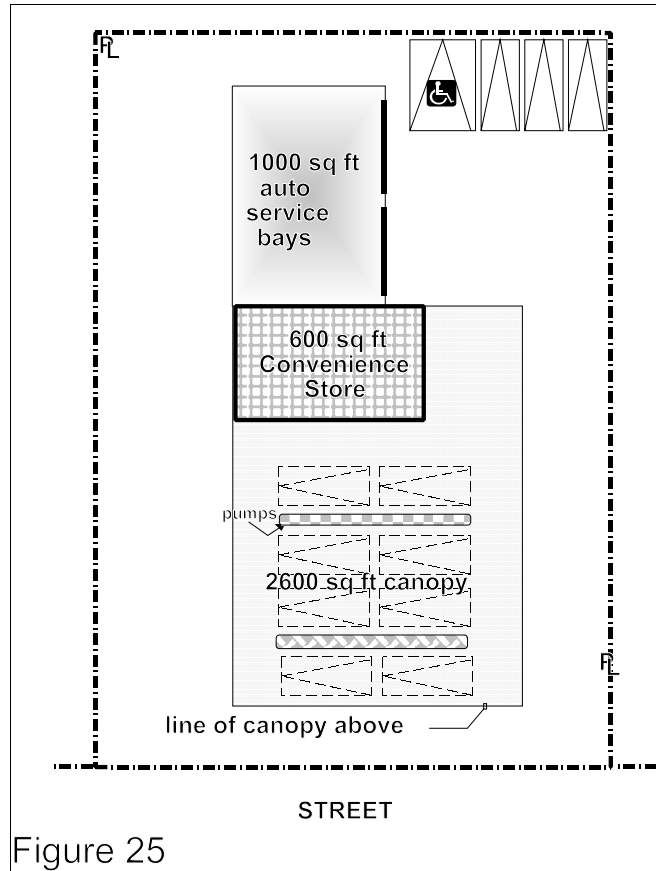 PL
1000 sq ft
auto
service
bays
600 sq ft
Convenience
Store
pumps
2600 sq ft canopy
PL
line of canopy above
STREET
Figure 25